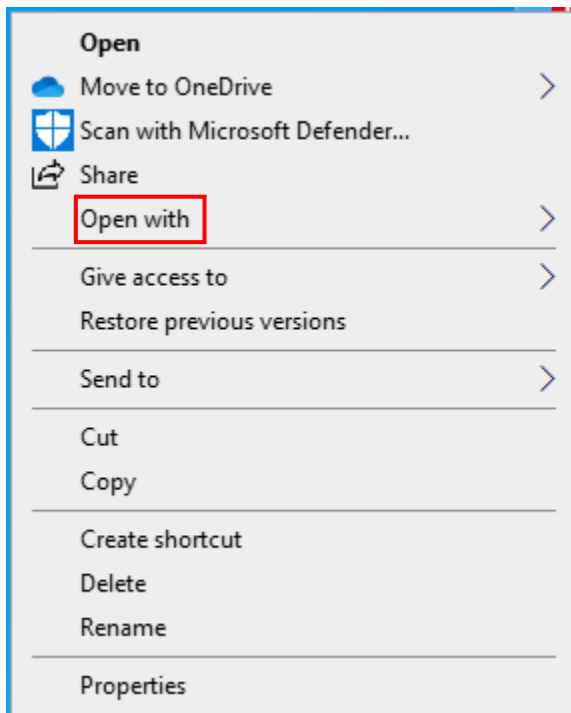 Open
Move to OneDrive
Scan with Microsoft Defender...
Share
Open with
Give access to
Restore previous versions
Send to
Cut
Copy
Create shortcut
Delete
Rename
Properties